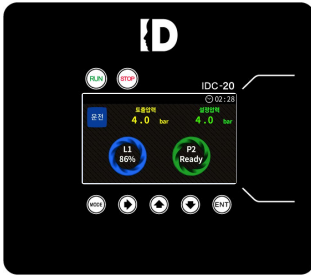 ID
RUN
STOP
IDC-20
02:28
운전
토출압력
설정압력
4.0 bar
4.0 bar
L1
86%
P2
Ready
MODE
ENT